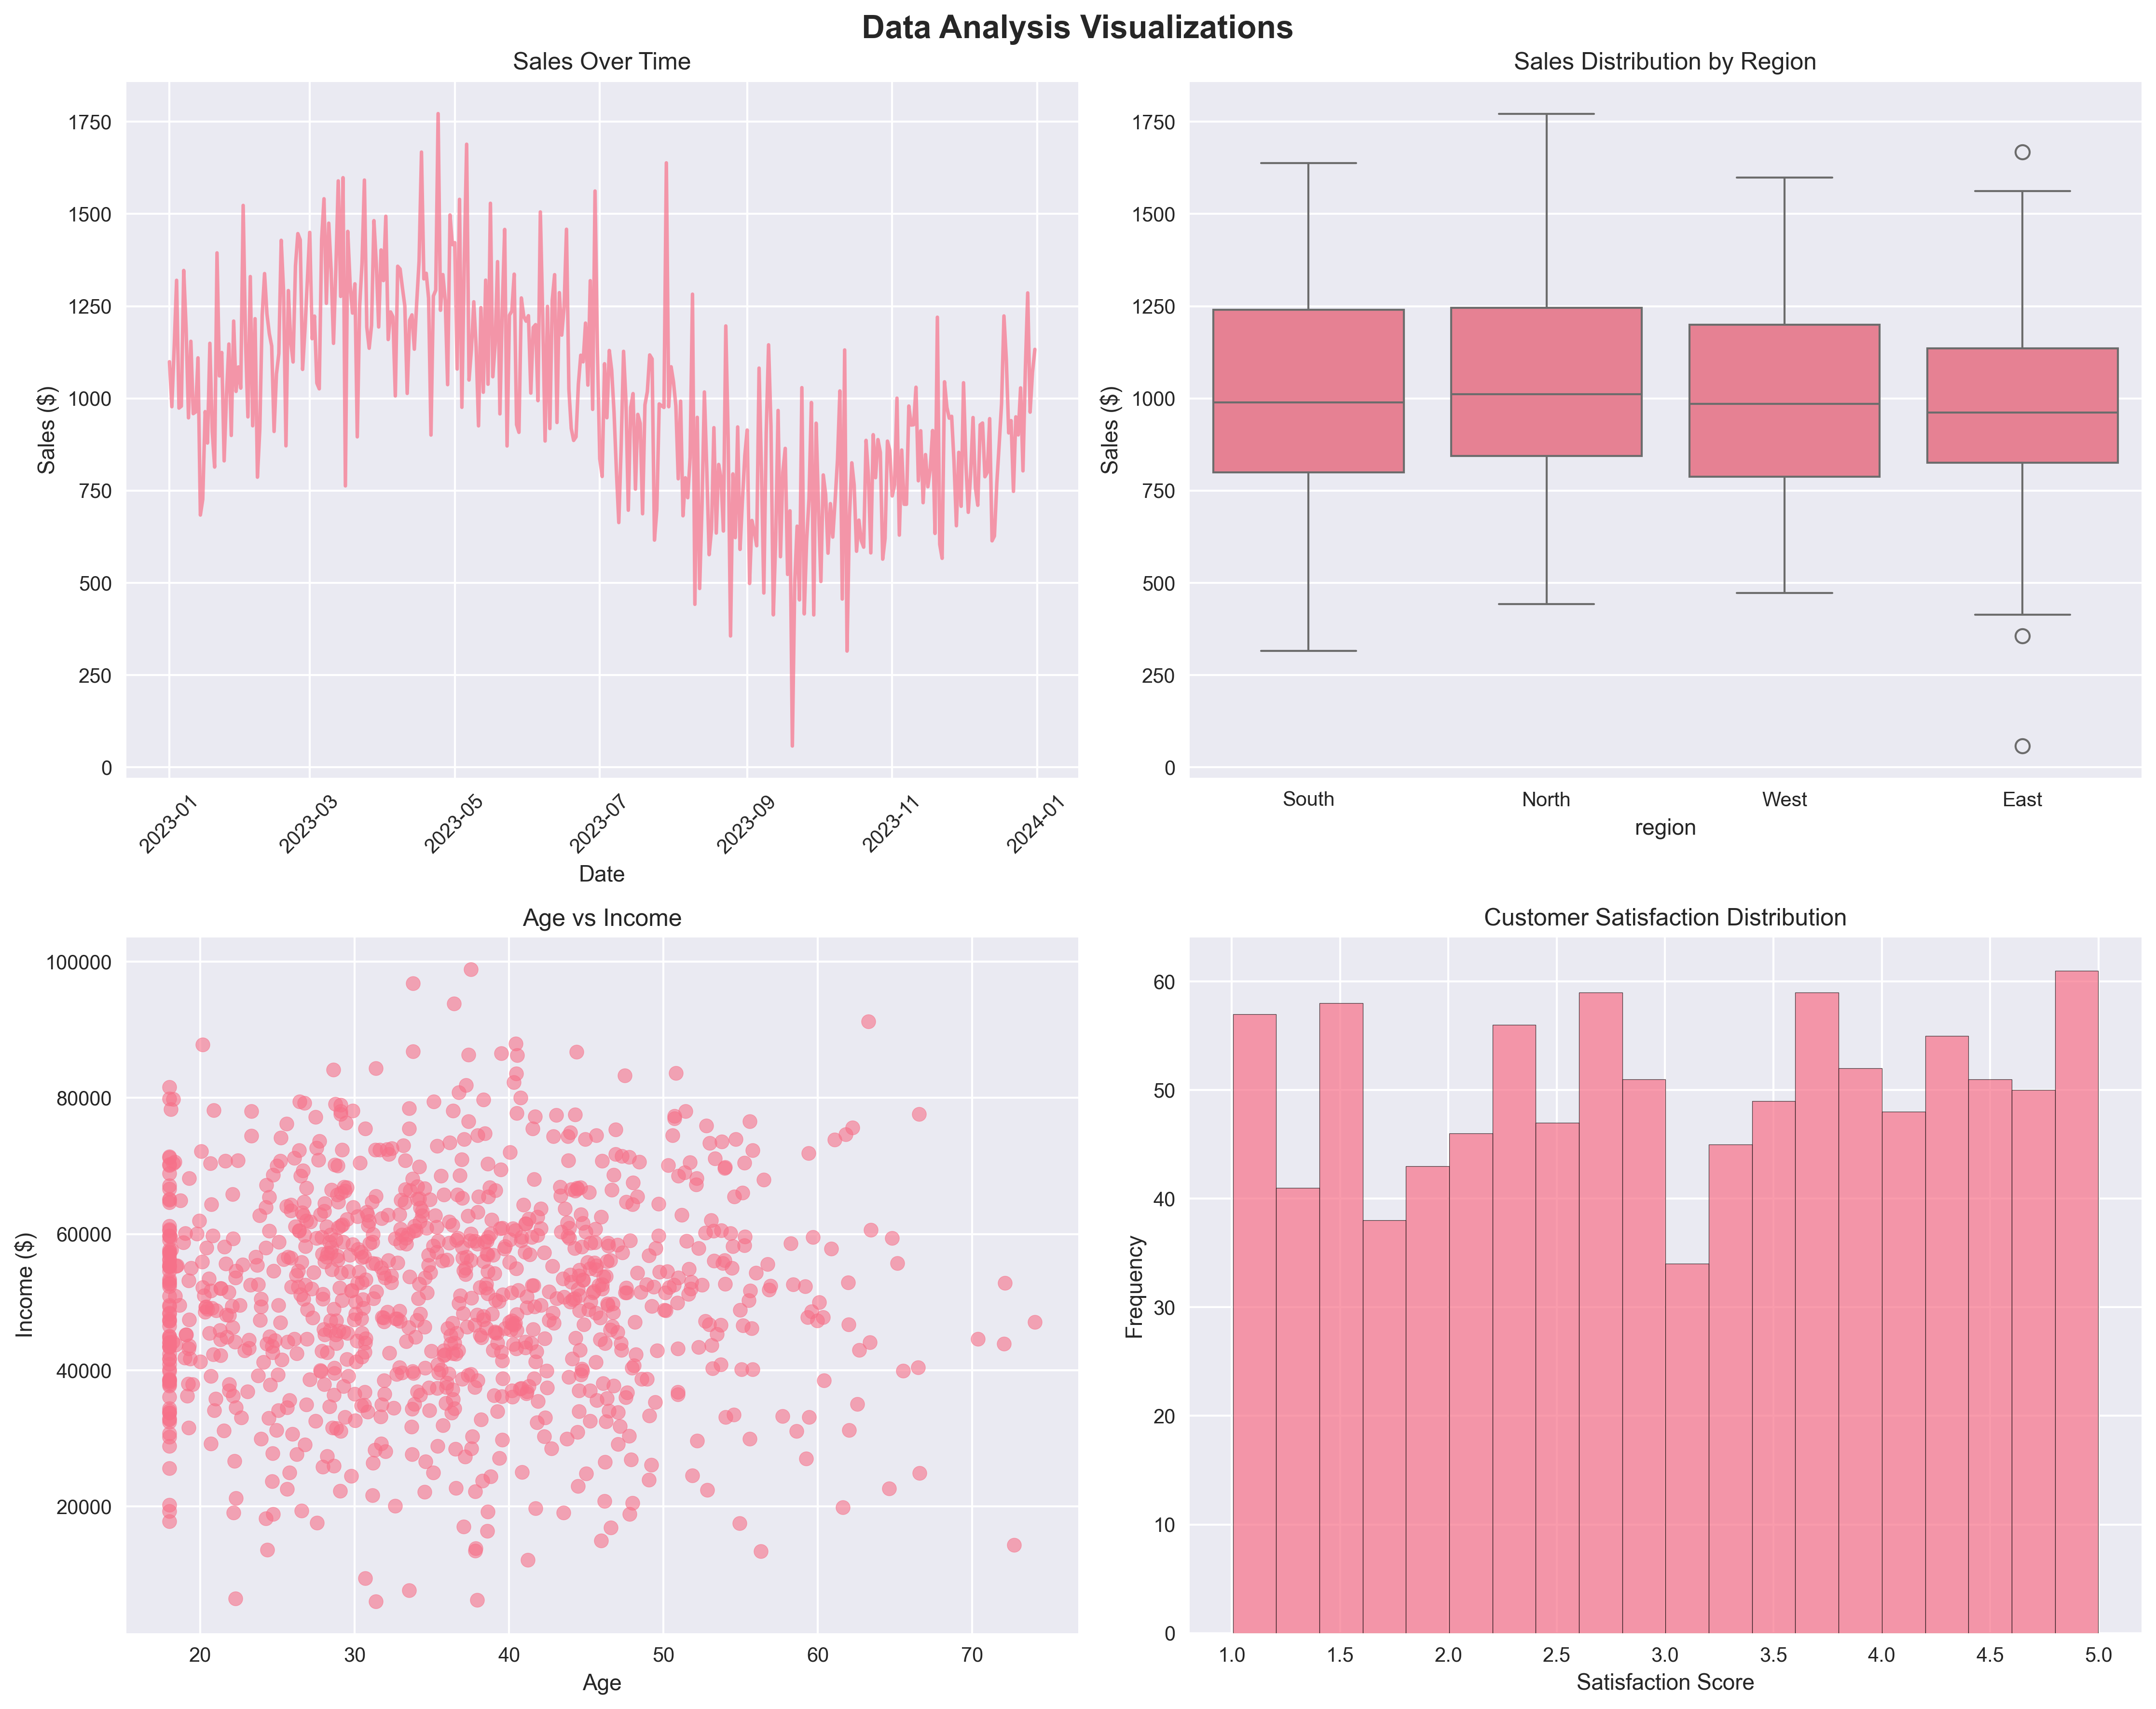 Data Analysis Visualizations
Sales Over Time
Sales ($)
1750
1500
1250
1000
750
500
250
0
2023-01
2023-03
2023-05
2023-07
2023-09
2023-11
2024-01
Date
Sales Distribution by Region
Sales ($)
1750
1500
1250
1000
750
500
250
0
South
North
West
East
region
Age vs Income
Income ($)
100000
80000
60000
40000
20000
20
30
40
50
60
70
Age
Customer Satisfaction Distribution
Frequency
60
50
40
30
20
10
0
1.0
1.5
2.0
2.5
3.0
3.5
4.0
4.5
5.0
Satisfaction Score